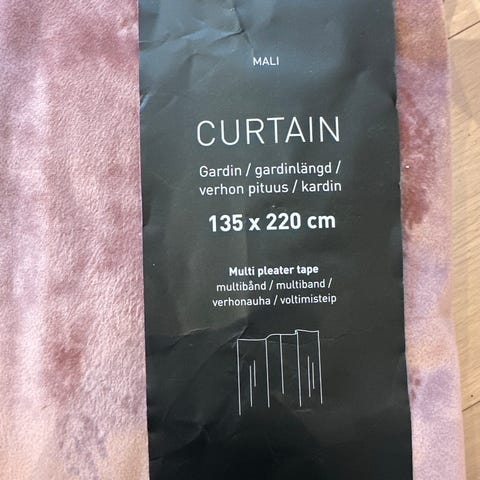 MALI
CURTAIN
Gardin / gardinlängd /
verhon pituus / kardin
135 x 220 cm
Multi pleater tape
multibånd / multiband /
verhonauha / voltimisteip